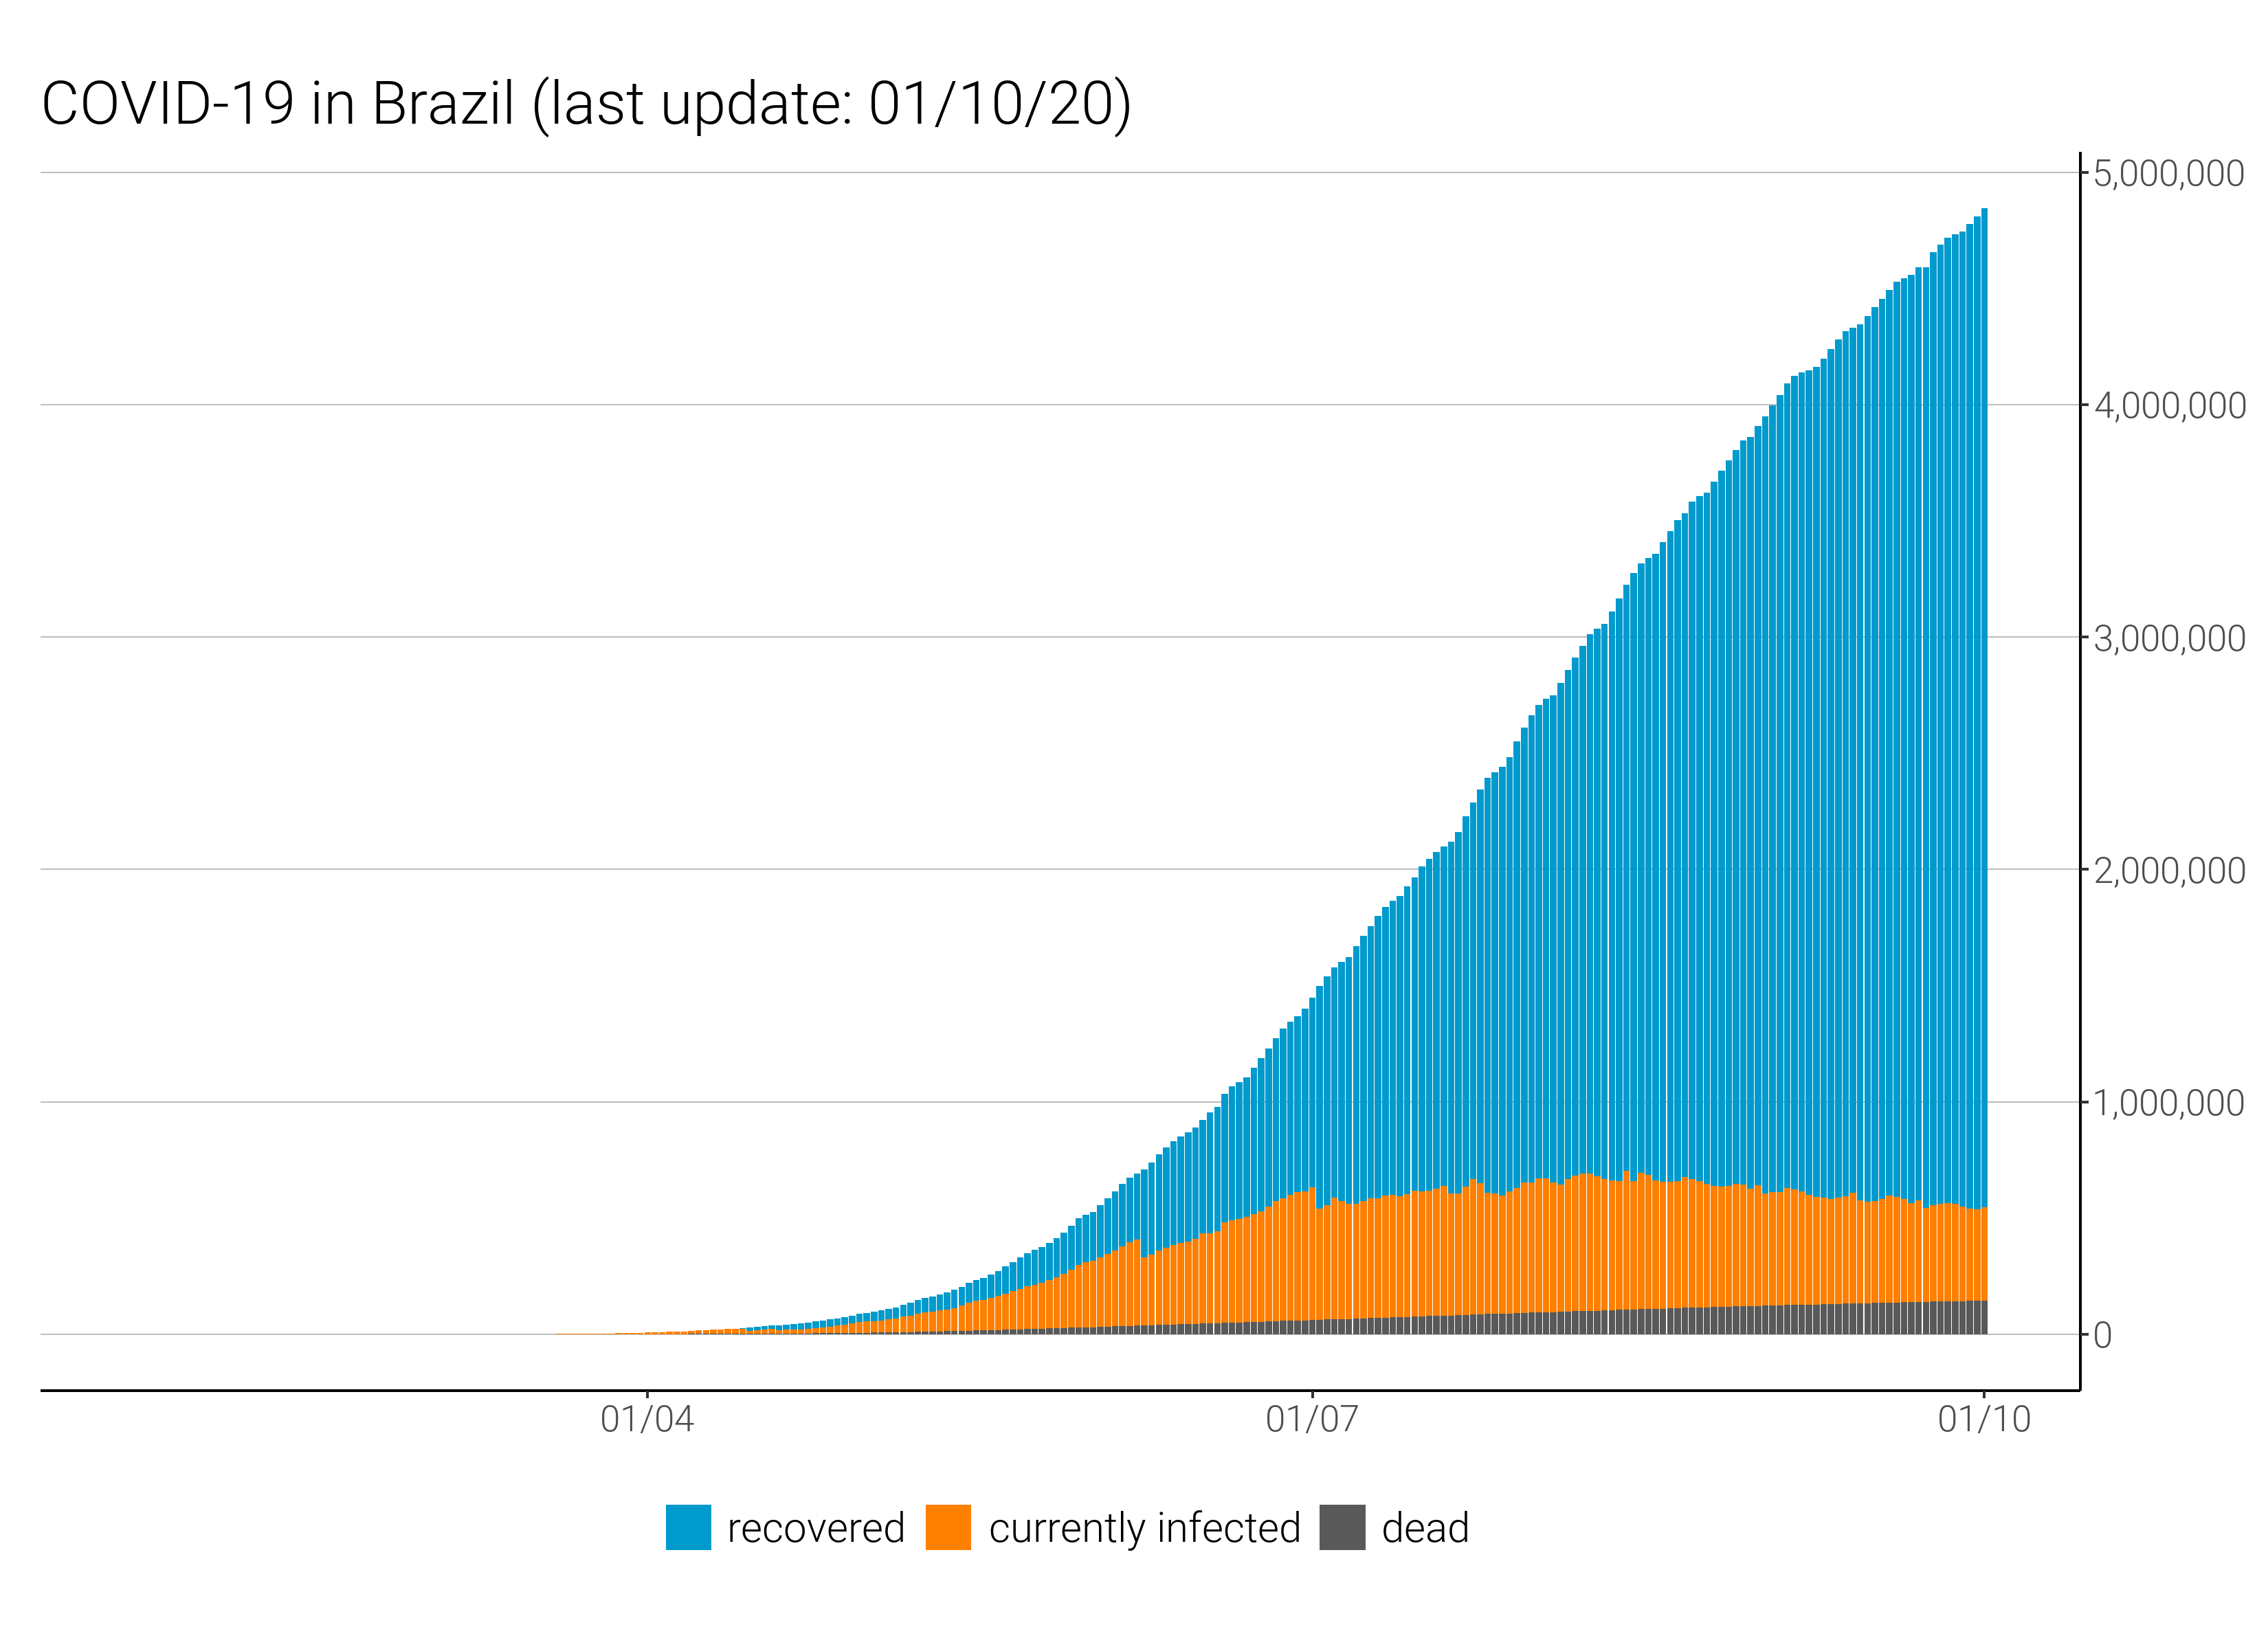 COVID-19 in Brazil (last update: 01/10/20)
5,000,000
4,000,000
3,000,000
2,000,000
1,000,000
0
01/04 01/07 01/10
recovered currently infected dead